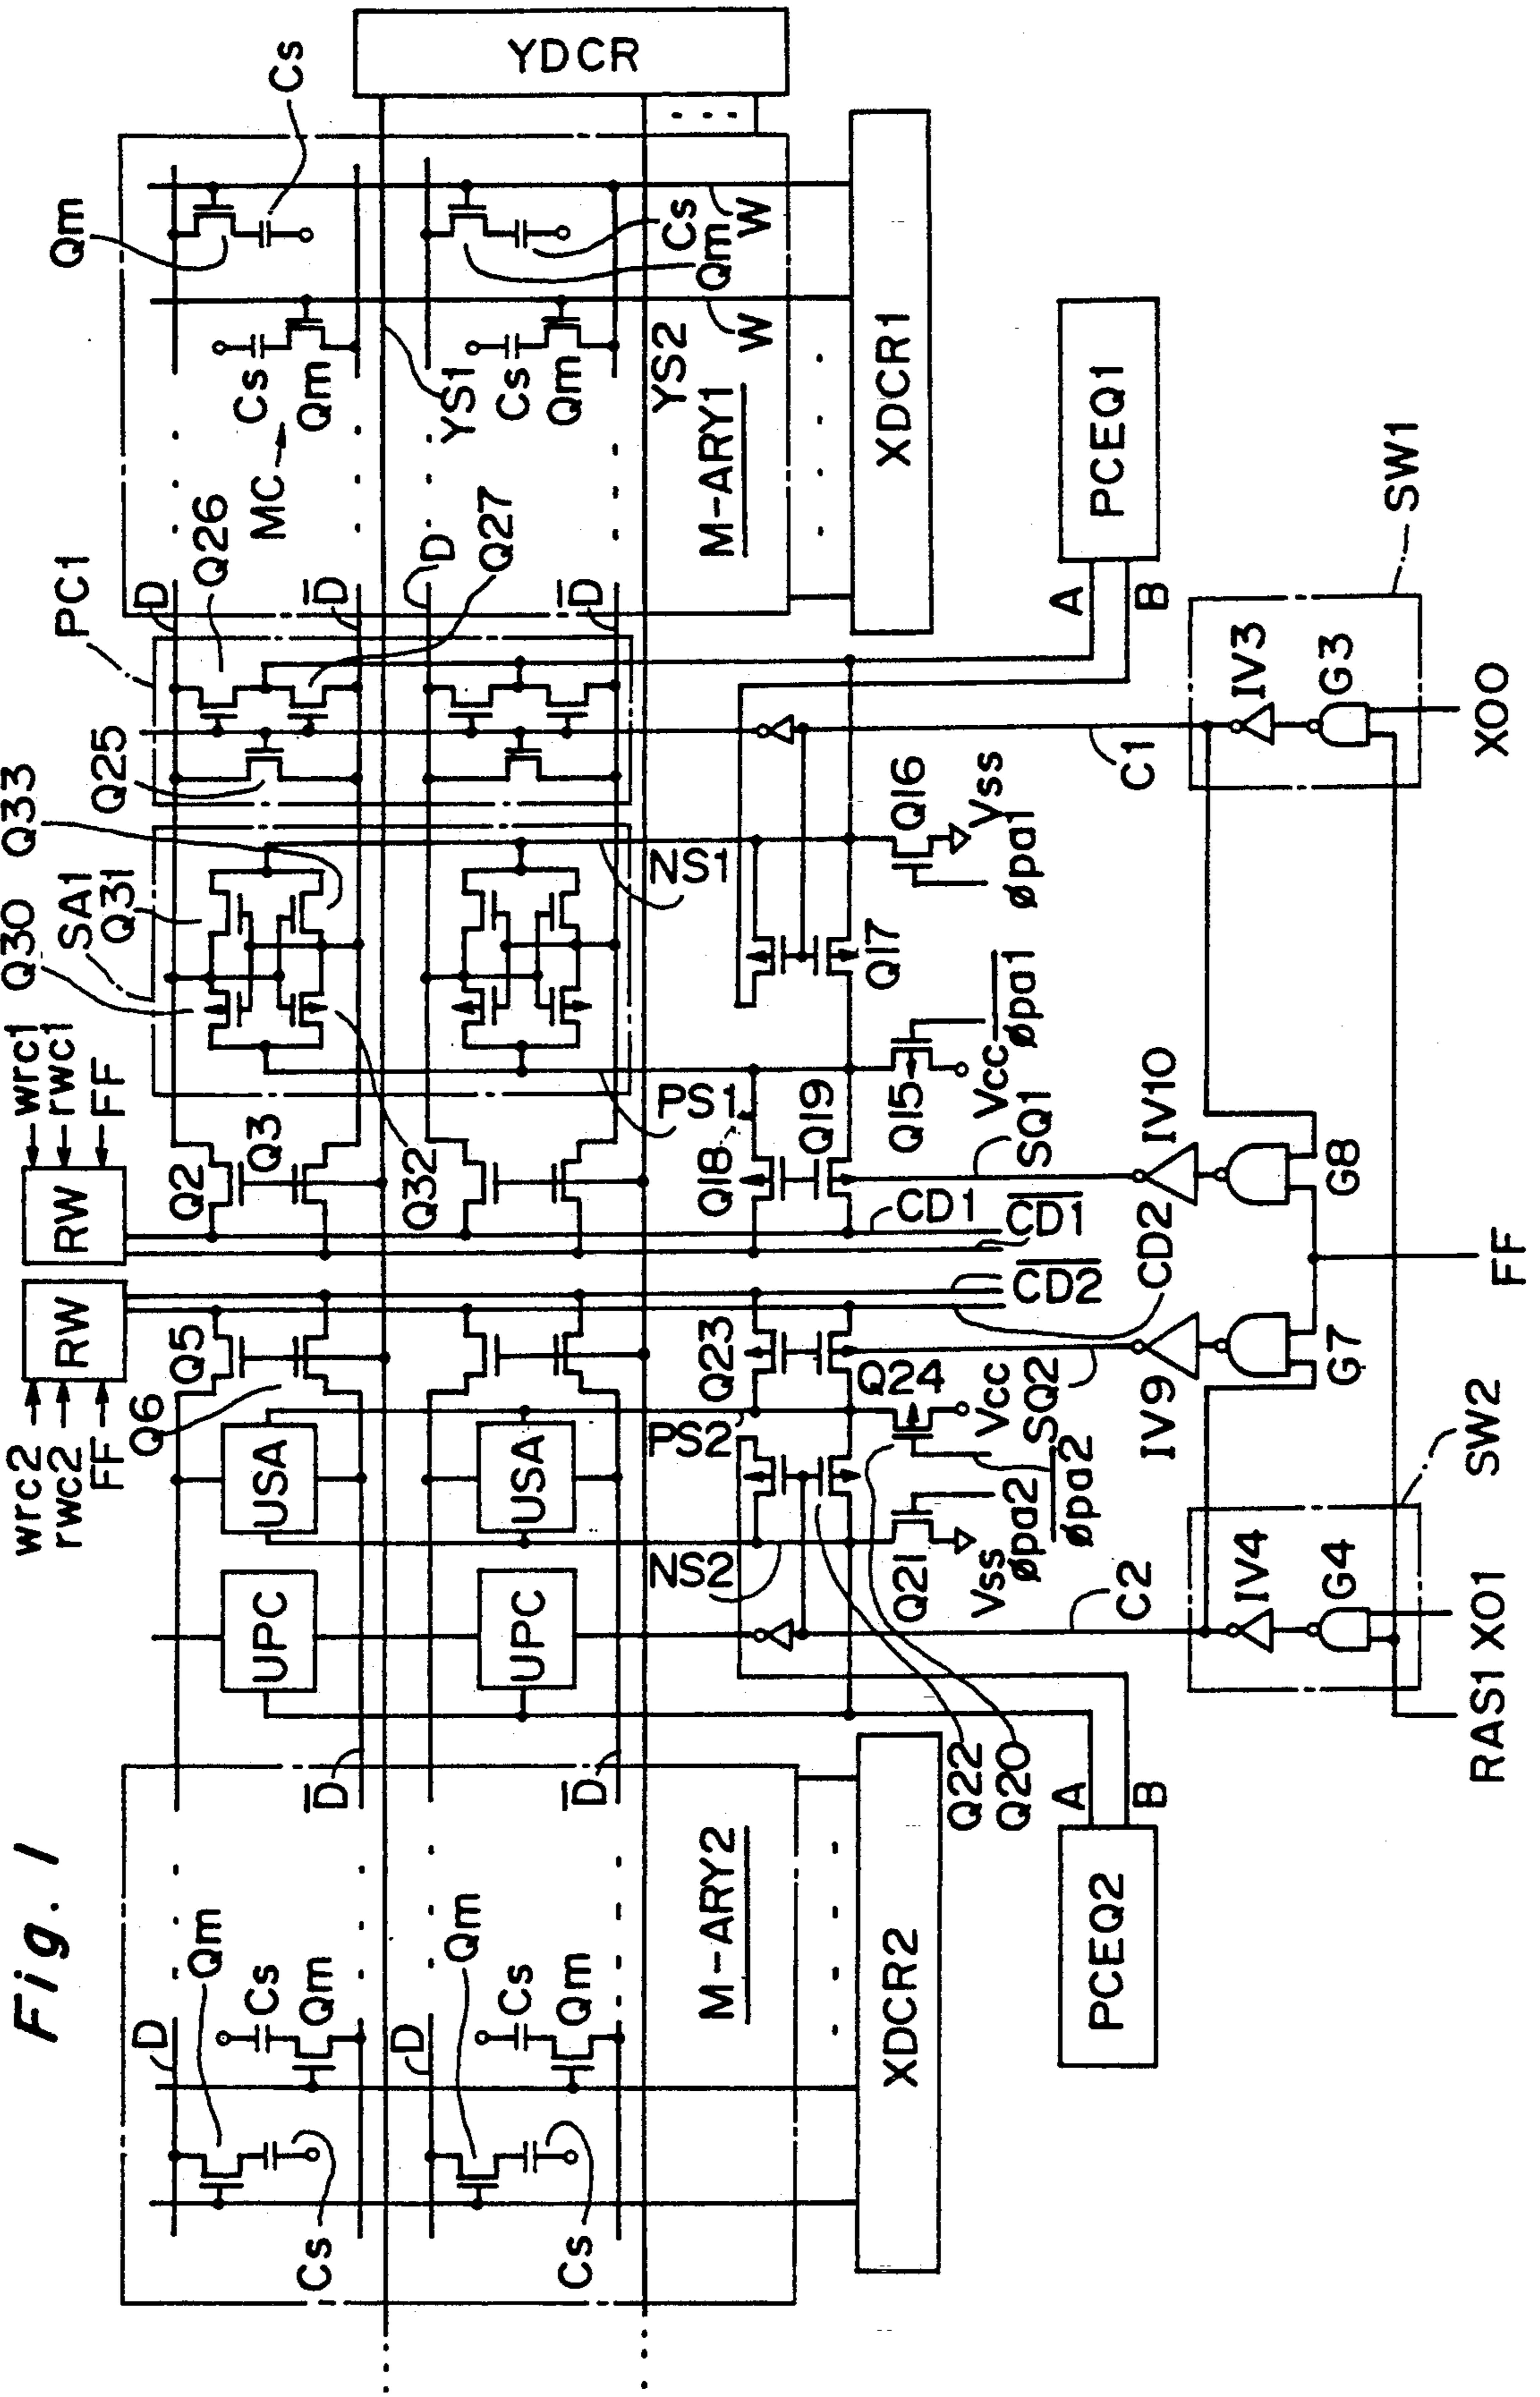 Fig. 1
YDCR
Cs
Qm
Cs
Qm
W
W
Cs
Qm
MC
YS1
Cs
Qm
YS2
M-ARY1
XDCR1
PCEQ1
A
B
SW1
PC1
D
Q26
D̅
D
Q27
D̅
Q25
Q33
IV3
G3
X00
C1
Q16
Vss
øpa1
NS1
Q30
SA1
Q31
Q17
wrc1
rwc1
FF
RW
Q2
Q3
Q32
PS1
Q18
Q19
Q15
Vcc
ø̅p̅a̅1̅
SQ1
IV10
G8
CD1
C̅D̅1̅
C̅D̅2̅
CD2
FF
RW
wrc2
rwc2
FF
Q5
Q6
Q23
Q24
SQ2
Vcc
IV9
G7
SW2
USA
USA
PS2
NS2
Q21
Vss
øpa2
ø̅p̅a̅2̅
C2
IV4
G4
RAS1
X01
UPC
UPC
Q22
Q20
A
B
PCEQ2
D̅
D̅
M-ARY2
XDCR2
Qm
Cs
Qm
D
Qm
Cs
Qm
D
Cs
Cs